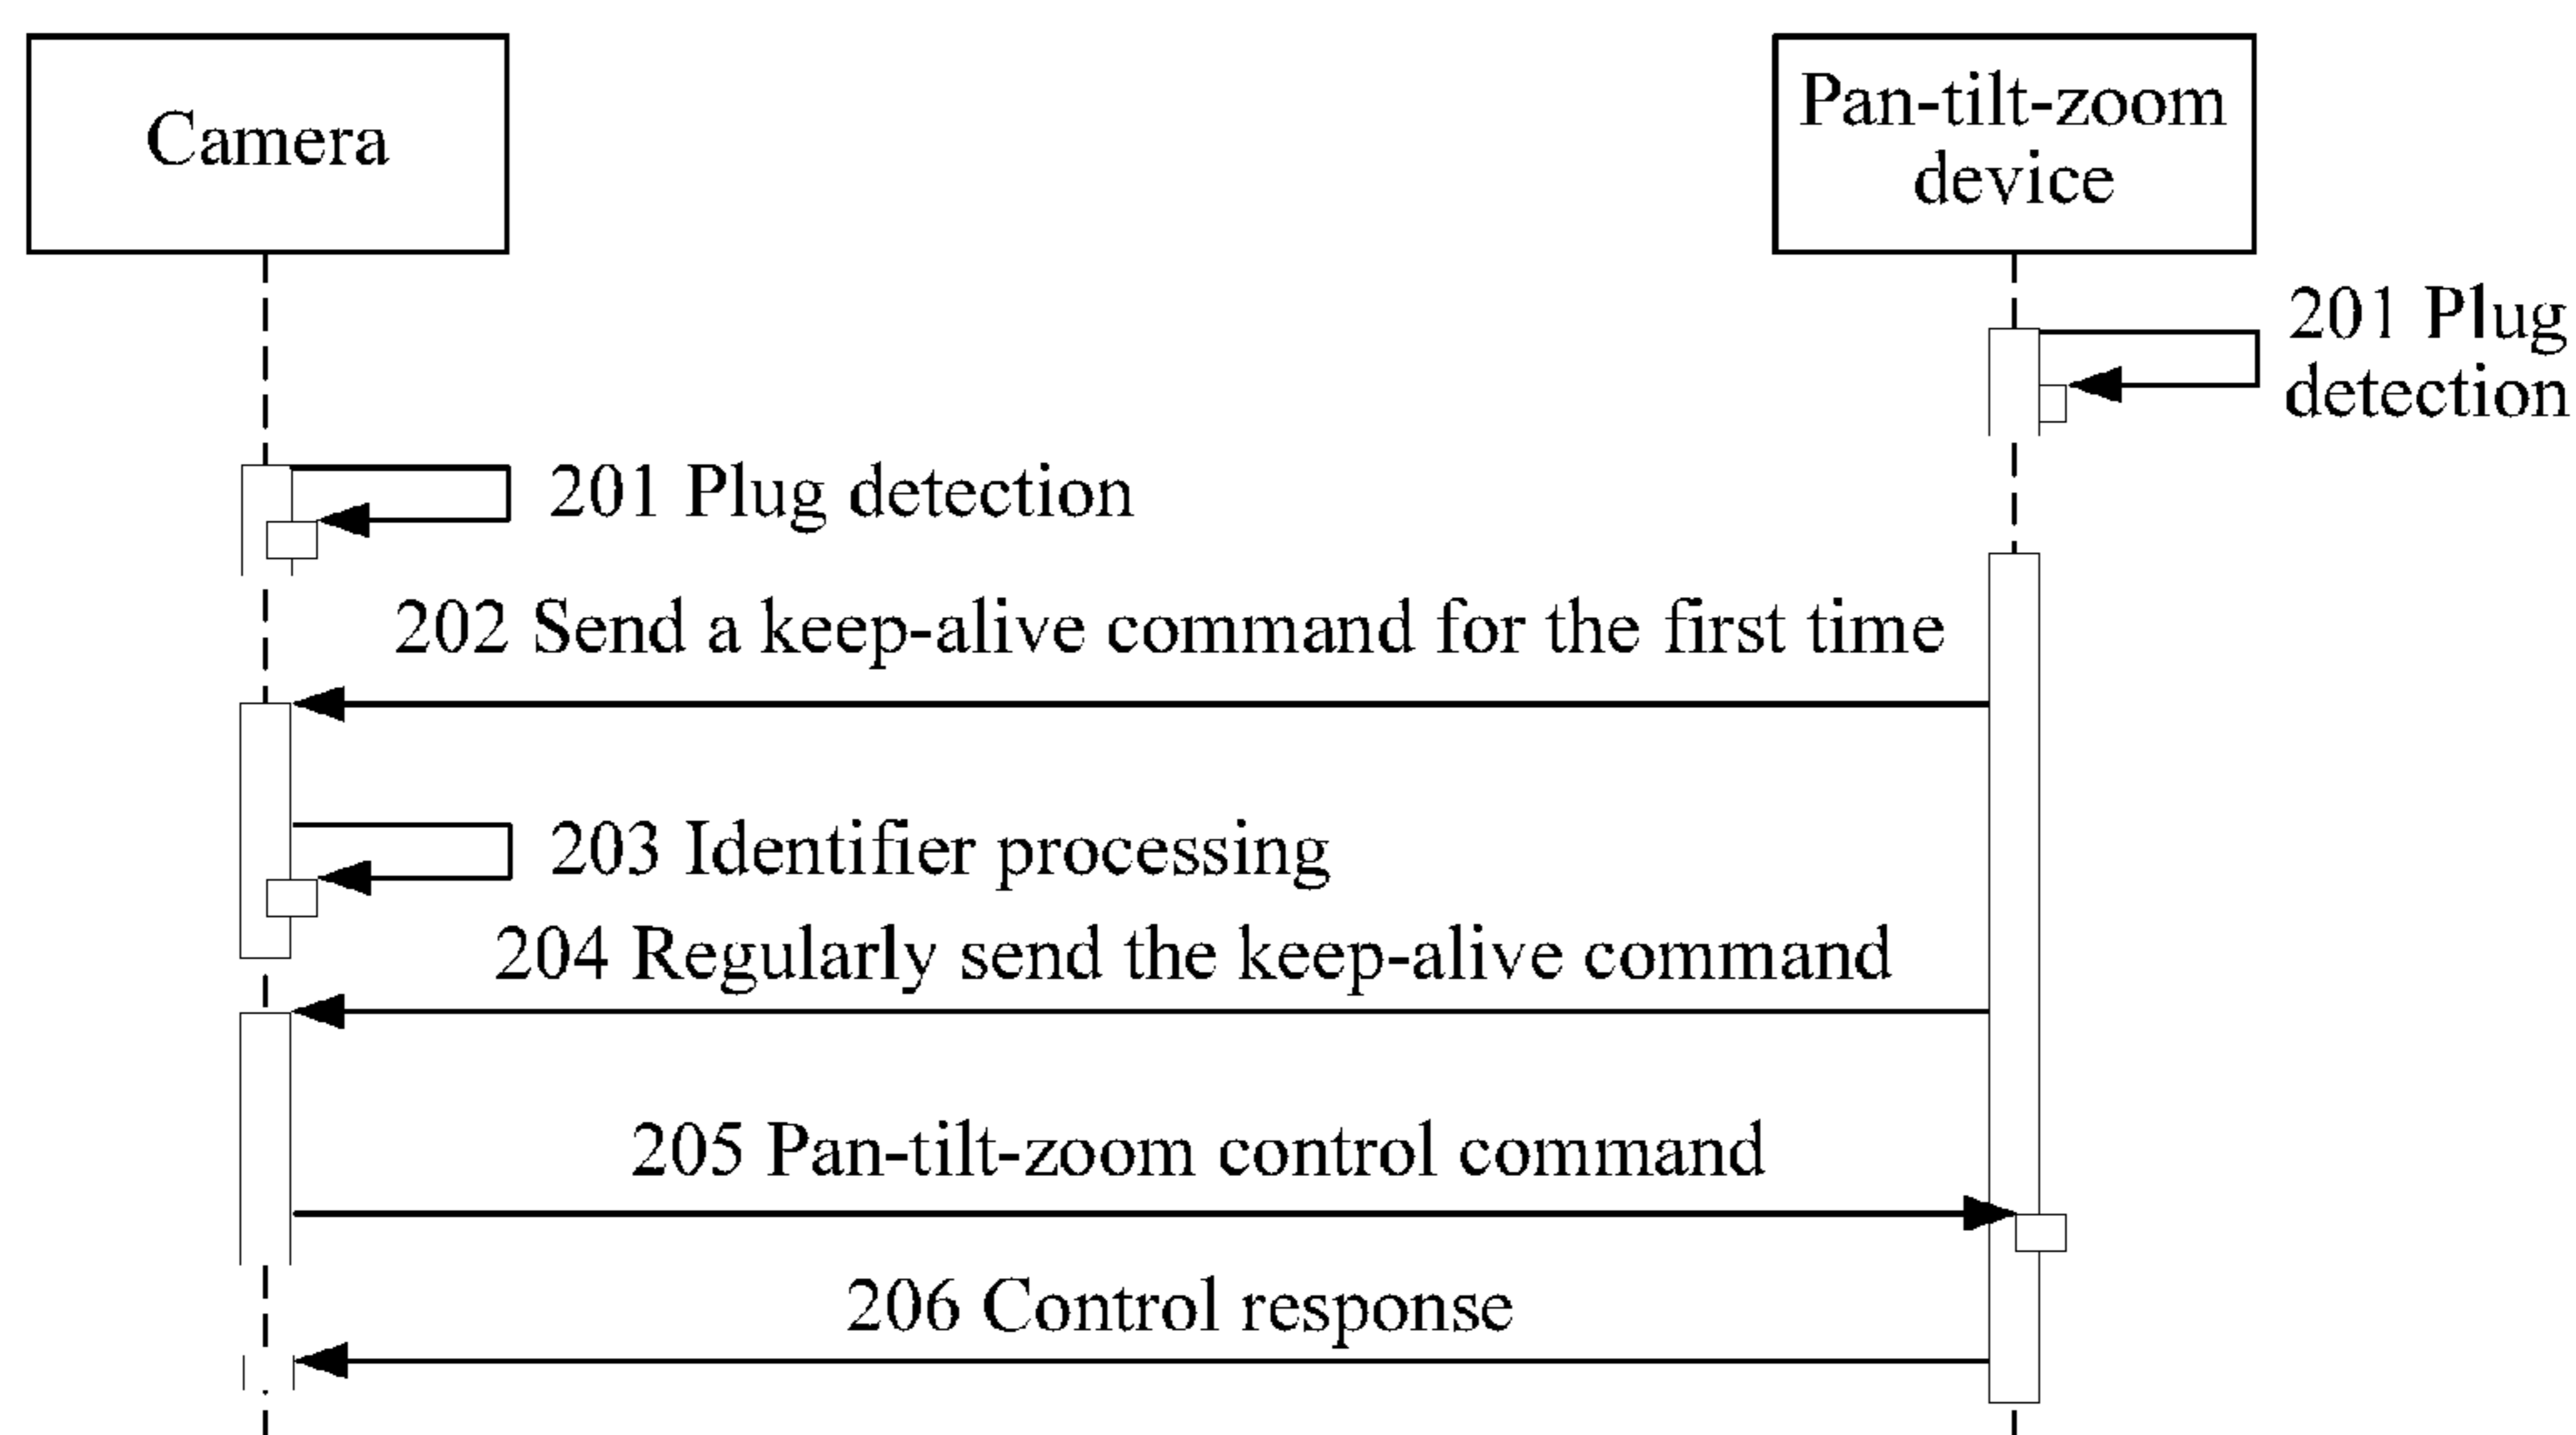 Camera
Pan-tilt-zoom
device
201 Plug
detection
201 Plug detection
202 Send a keep-alive command for the first time
203 Identifier processing
204 Regularly send the keep-alive command
205 Pan-tilt-zoom control command
206 Control response